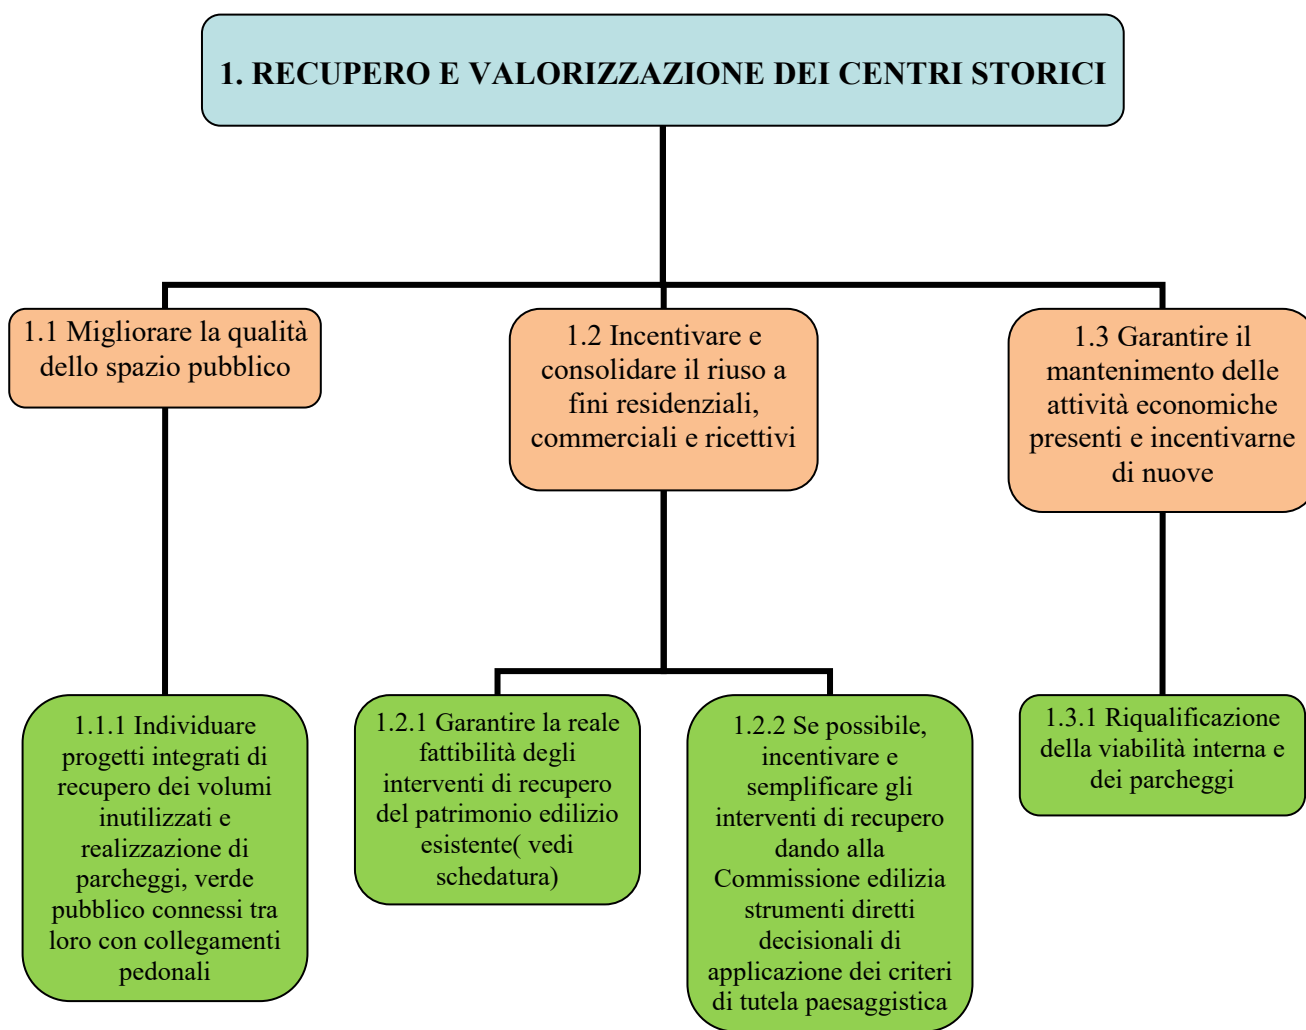 1. RECUPERO E VALORIZZAZIONE DEI CENTRI STORICI
1.1 Migliorare la qualità
dello spazio pubblico
1.2 Incentivare e
consolidare il riuso a
fini residenziali,
commerciali e ricettivi
1.3 Garantire il
mantenimento delle
attività economiche
presenti e incentivarne
di nuove
1.1.1 Individuare
progetti integrati di
recupero dei volumi
inutilizzati e
realizzazione di
parcheggi, verde
pubblico connessi tra
loro con collegamenti
pedonali
1.2.1 Garantire la reale
fattibilità degli
interventi di recupero
del patrimonio edilizio
esistente( vedi
schedatura)
1.2.2 Se possibile,
incentivare e
semplificare gli
interventi di recupero
dando alla
Commissione edilizia
strumenti diretti
decisionali di
applicazione dei criteri
di tutela paesaggistica
1.3.1 Riqualificazione
della viabilità interna e
dei parcheggi